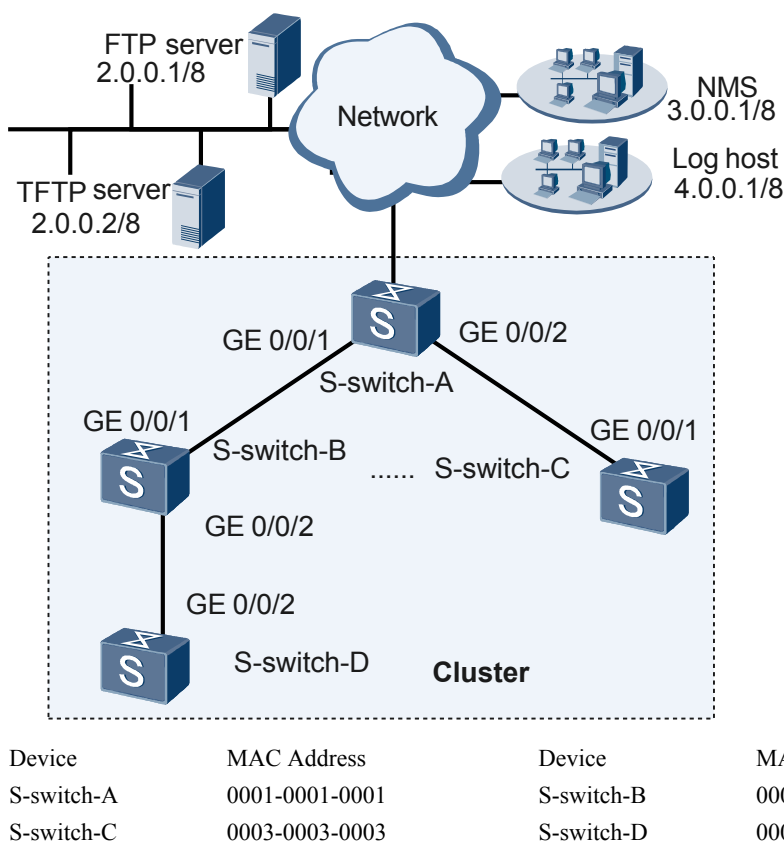 FTP server
2.0.0.1/8
Network
NMS
3.0.0.1/8
Log host
4.0.0.1/8
TFTP server
2.0.0.2/8
S
GE 0/0/1
GE 0/0/2
S-switch-A
GE 0/0/1
GE 0/0/1
S-switch-B
...... S-switch-C
S
S
GE 0/0/2
GE 0/0/2
S
S-switch-D
Cluster
Device MAC Address Device
S-switch-A 0001-0001-0001 S-switch-B
S-switch-C 0003-0003-0003 S-switch-D